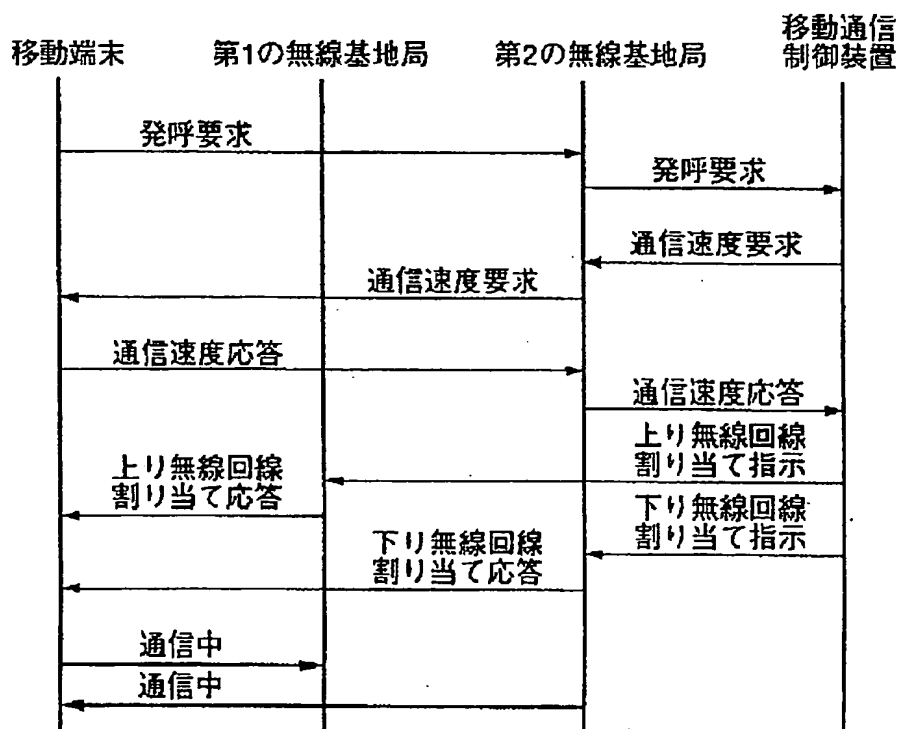 移動端末
第1の無線基地局
第2の無線基地局
移動通信
制御装置
発呼要求
発呼要求
通信速度要求
通信速度要求
通信速度応答
通信速度応答
上り無線回線
割り当て指示
上り無線回線
割り当て応答
下り無線回線
割り当て指示
下り無線回線
割り当て応答
通信中
通信中